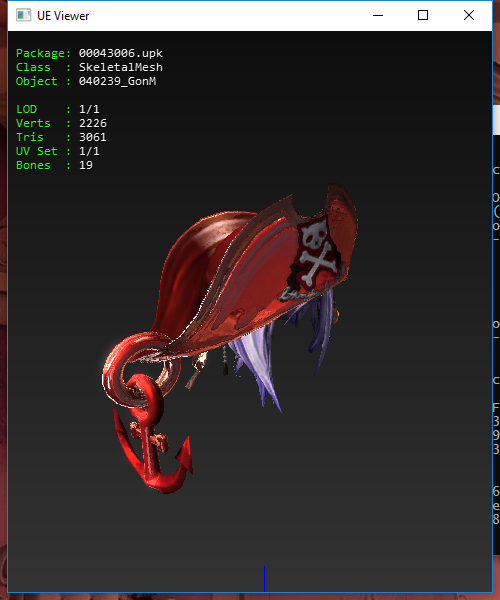 UE Viewer
Package: 00043006.upk
Class : SkeletalMesh
Object : 040239_GonM
LOD : 1/1
Verts : 2226
Tris : 3061
UV Set : 1/1
Bones : 19